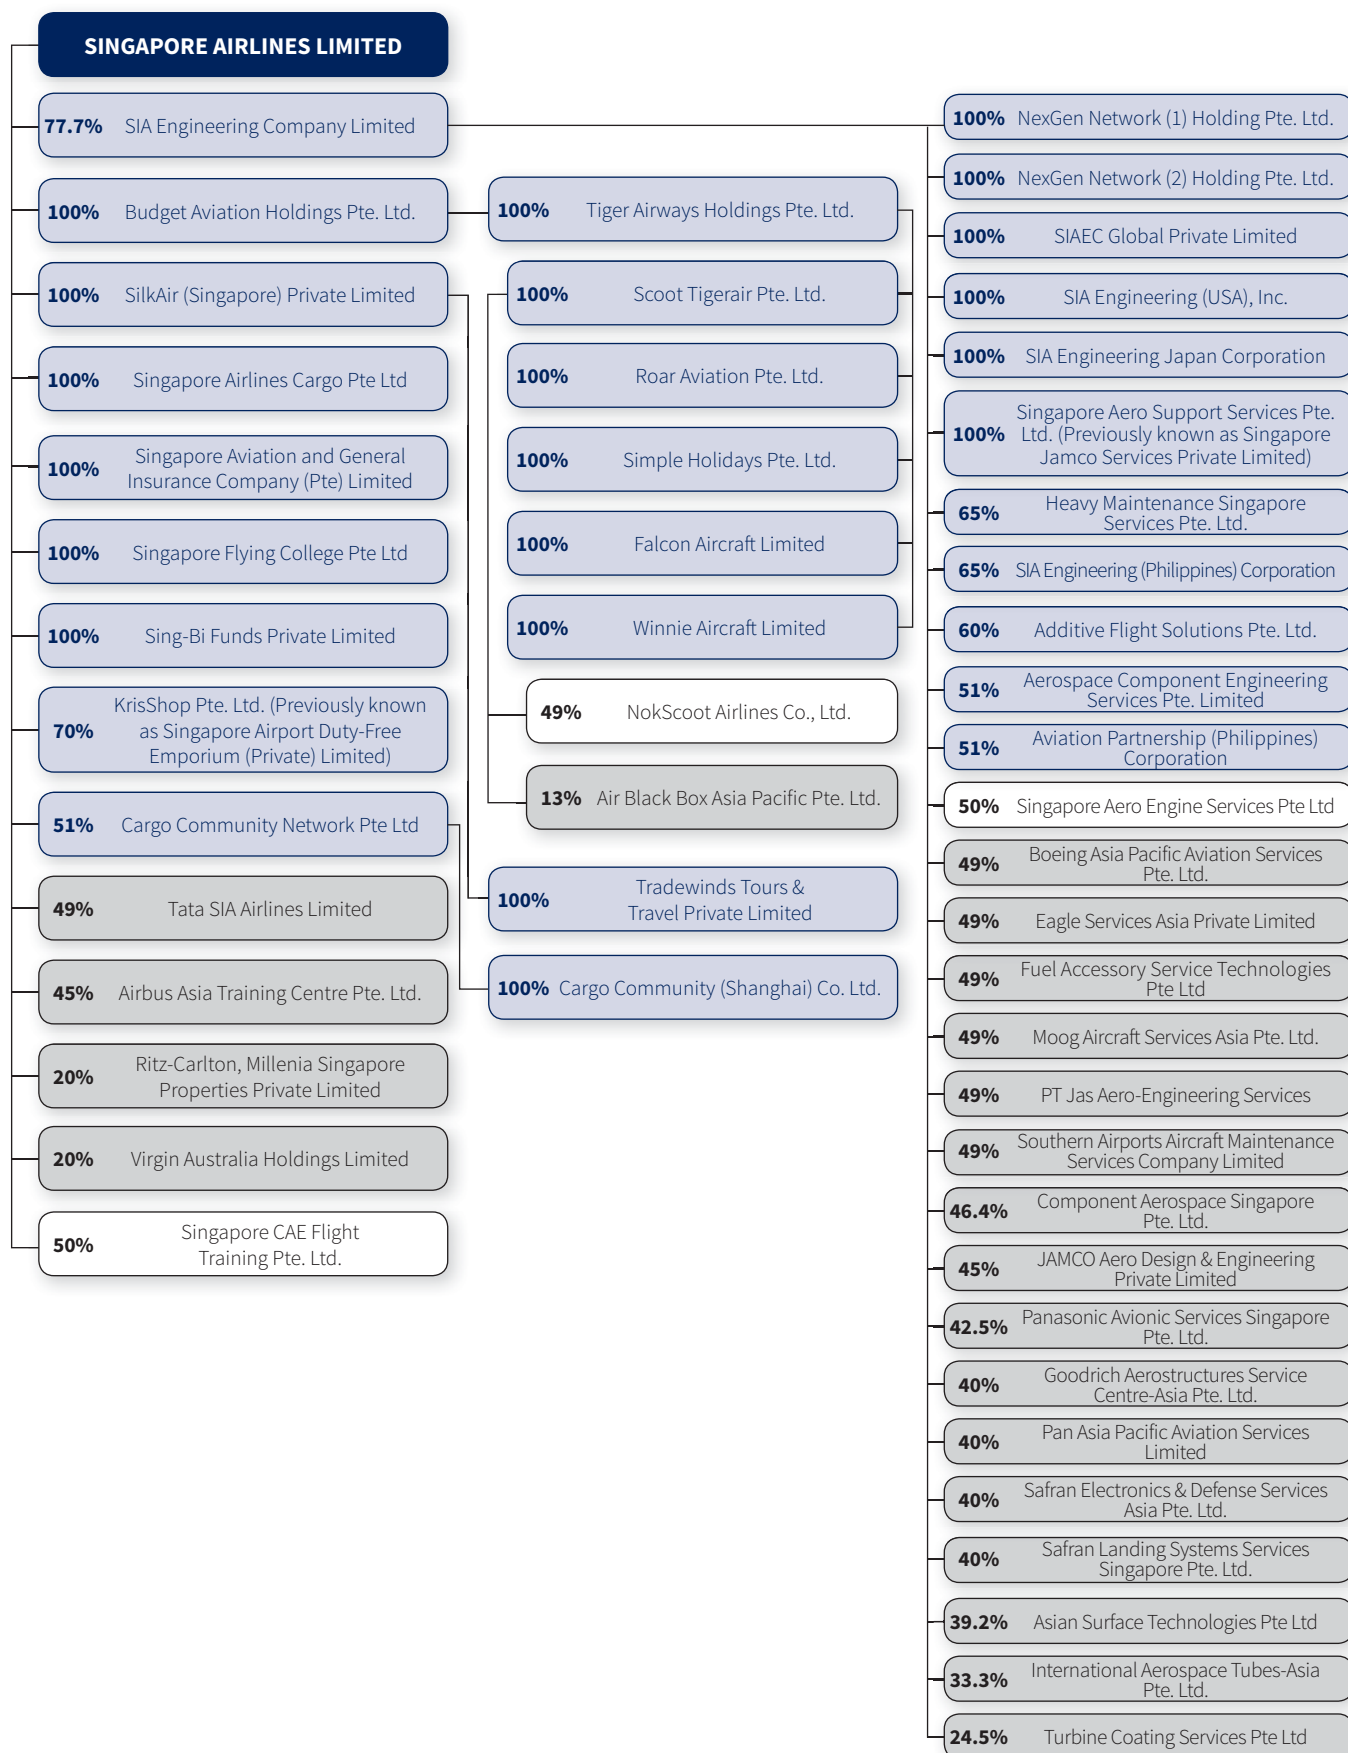 SINGAPORE AIRLINES LIMITED
77.7% SIA Engineering Company Limited
100% Budget Aviation Holdings Pte. Ltd.
100% SilkAir (Singapore) Private Limited
100% Singapore Airlines Cargo Pte Ltd
100% Singapore Aviation and General
Insurance Company (Pte) Limited
100% Singapore Flying College Pte Ltd
100% Sing-Bi Funds Private Limited
70% KrisShop Pte. Ltd. (Previously known
as Singapore Airport Duty-Free
Emporium (Private) Limited)
51% Cargo Community Network Pte Ltd
49% Tata SIA Airlines Limited
45% Airbus Asia Training Centre Pte. Ltd.
20% Ritz-Carlton, Millenia Singapore
Properties Private Limited
20% Virgin Australia Holdings Limited
50% Singapore CAE Flight
Training Pte. Ltd.
100% Tiger Airways Holdings Pte. Ltd.
100% Scoot Tigerair Pte. Ltd.
100% Roar Aviation Pte. Ltd.
100% Simple Holidays Pte. Ltd.
100% Falcon Aircraft Limited
100% Winnie Aircraft Limited
49% NokScoot Airlines Co., Ltd.
13% Air Black Box Asia Pacific Pte. Ltd.
100% Tradewinds Tours &
Travel Private Limited
100% Cargo Community (Shanghai) Co. Ltd.
100% NexGen Network (1) Holding Pte. Ltd.
100% NexGen Network (2) Holding Pte. Ltd.
100% SIAEC Global Private Limited
100% SIA Engineering (USA), Inc.
100% SIA Engineering Japan Corporation
100% Singapore Aero Support Services Pte.
Ltd. (Previously known as Singapore
Jamco Services Private Limited)
65% Heavy Maintenance Singapore
Services Pte. Ltd.
65% SIA Engineering (Philippines) Corporation
60% Additive Flight Solutions Pte. Ltd.
51% Aerospace Component Engineering
Services Pte. Limited
51% Aviation Partnership (Philippines)
Corporation
50% Singapore Aero Engine Services Pte Ltd
49% Boeing Asia Pacific Aviation Services
Pte. Ltd.
49% Eagle Services Asia Private Limited
49% Fuel Accessory Service Technologies
Pte Ltd
49% Moog Aircraft Services Asia Pte. Ltd.
49% PT Jas Aero-Engineering Services
49% Southern Airports Aircraft Maintenance
Services Company Limited
46.4% Component Aerospace Singapore
Pte. Ltd.
45% JAMCO Aero Design & Engineering
Private Limited
42.5% Panasonic Avionic Services Singapore
Pte. Ltd.
40% Goodrich Aerostructures Service
Centre-Asia Pte. Ltd.
40% Pan Asia Pacific Aviation Services
Limited
40% Safran Electronics & Defense Services
Asia Pte. Ltd.
40% Safran Landing Systems Services
Singapore Pte. Ltd.
39.2% Asian Surface Technologies Pte Ltd
33.3% International Aerospace Tubes-Asia
Pte. Ltd.
24.5% Turbine Coating Services Pte Ltd